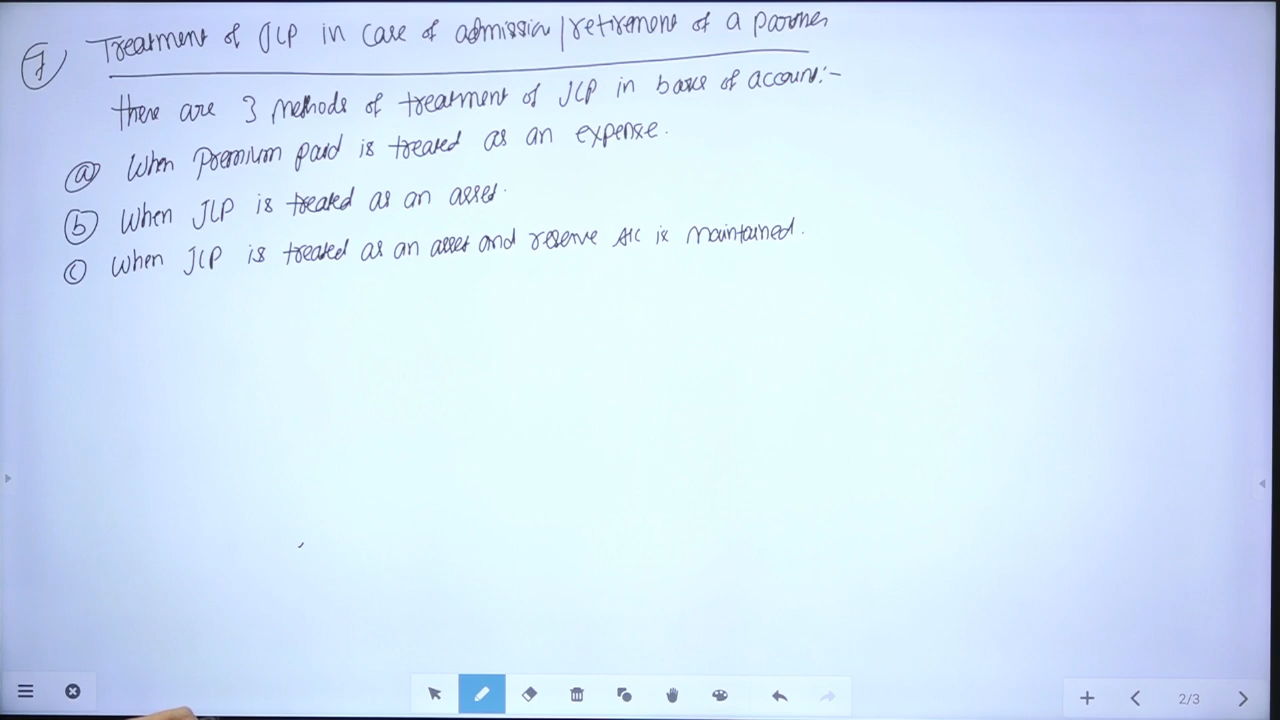 7 Treatment of JLP in case of admission/retirement of a partner
there are 3 methods of treatment of JLP in books of account:-
a When Premium paid is treated as an expense.
b When JLP is treated as an asset.
c When JLP is treated as an asset and reserve A/C is maintained.
2/3